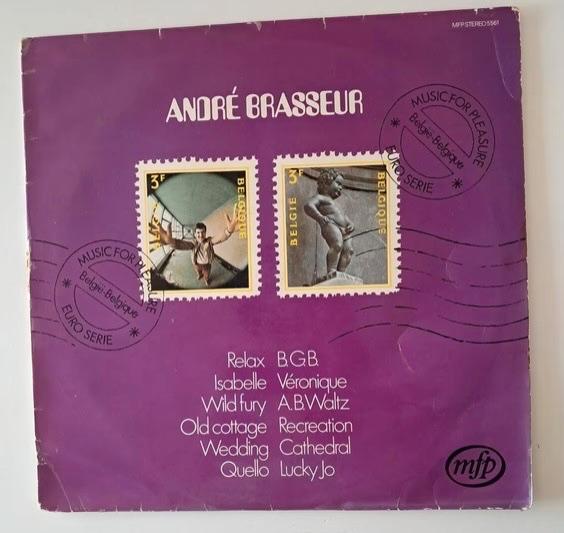 MFP STEREO 5561
ANDRÉ BRASSEUR
MUSIC FOR PLEASURE
België-Belgique
EURO SERIE
3F
BELGIQUE
3F
BELGIË
BELGIQUE
MUSIC FOR PLEASURE
België-Belgique
EURO SERIE
Relax B.G.B.
Isabelle Véronique
Wild fury A.B.Waltz
Old cottage Recreation
Wedding Cathedral
Quello Lucky Jo
mfp